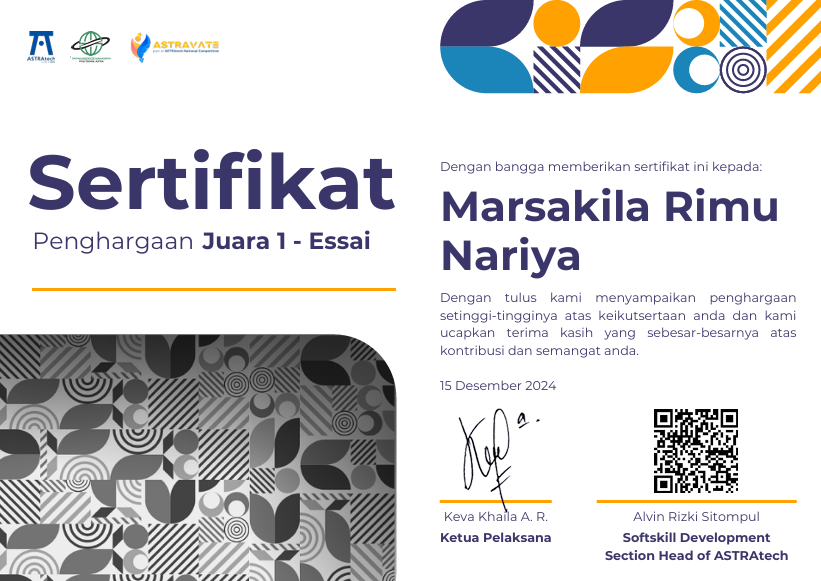 ASTRAtech
ASTRAVATE
Sertifikat
Penghargaan Juara 1 - Essai
Dengan bangga memberikan sertifikat ini kepada:
Marsakila Rimu
Nariya
Dengan tulus kami menyampaikan penghargaan
setinggi-tingginya atas keikutsertaan anda dan kami
ucapkan terima kasih yang sebesar-besarnya atas
kontribusi dan semangat anda.
15 Desember 2024
Keva Khaila A. R.
Ketua Pelaksana
Alvin Rizki Sitompul
Softskill Development
Section Head of ASTRAtech